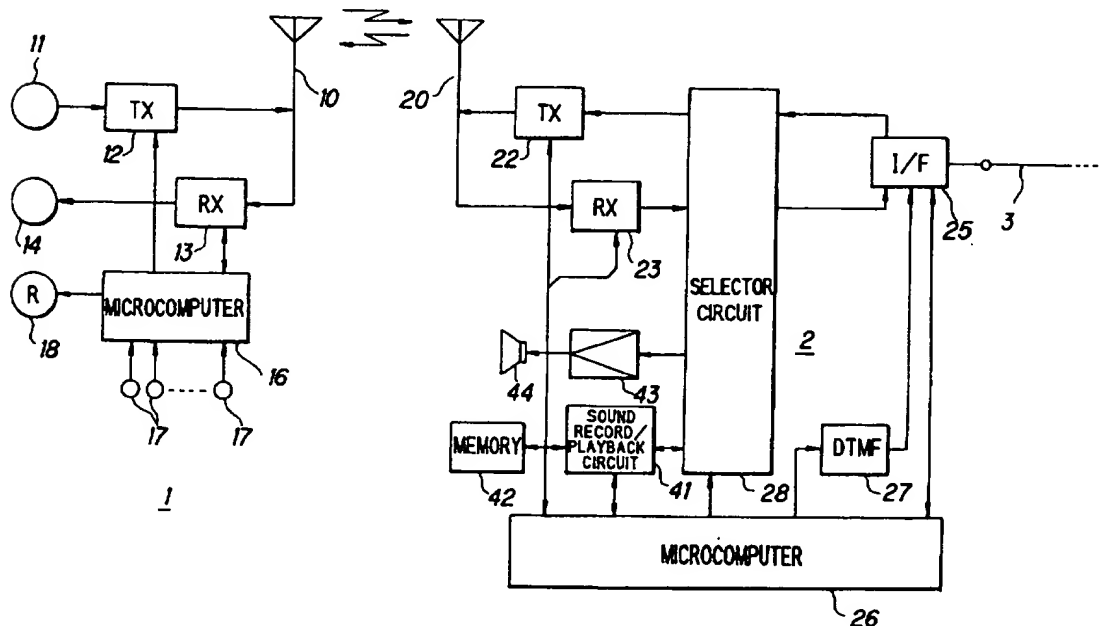 11
TX
12
10
20
TX
22
I/F
25
3
14
RX
13
RX
23
SELECTOR
CIRCUIT
2
R
18
MICROCOMPUTER
16
44
43
17
17
MEMORY
42
SOUND
RECORD/
PLAYBACK
CIRCUIT
41
28
DTMF
27
1
MICROCOMPUTER
26